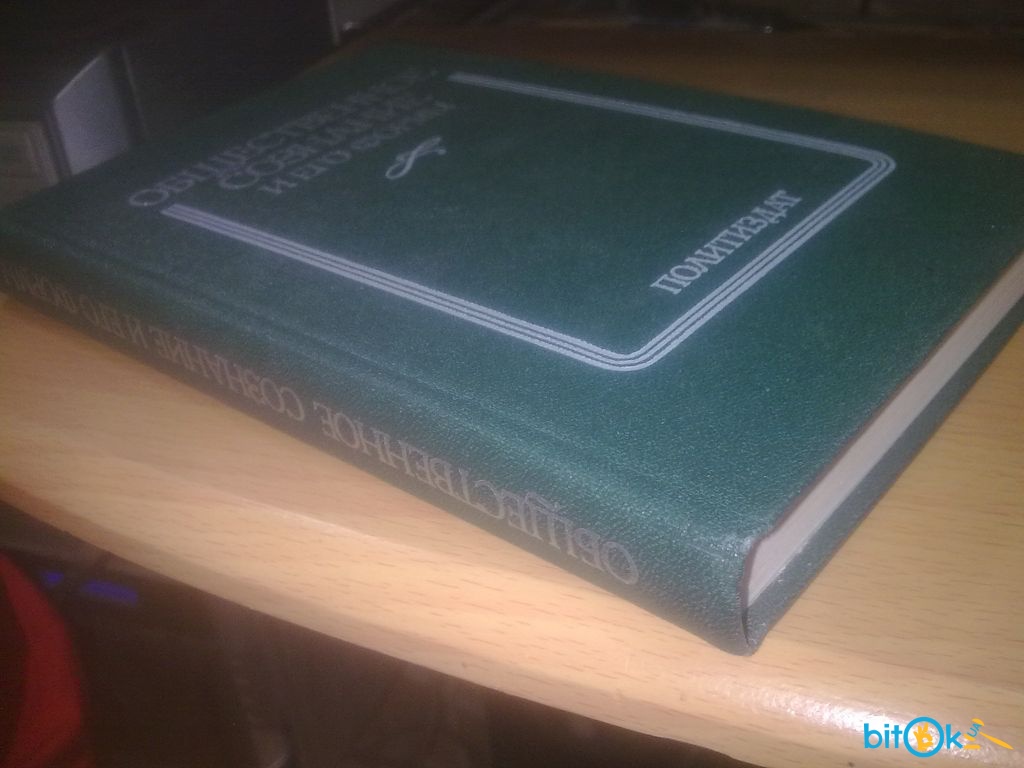 ОБЩЕСТВЕННОЕ
СОЗНАНИЕ
И ЕГО ФОРМЫ
ПОЛИТИЗДАТ
ОБЩЕСТВЕННОЕ СОЗНАНИЕ И ЕГО ФОРМЫ
bitOk